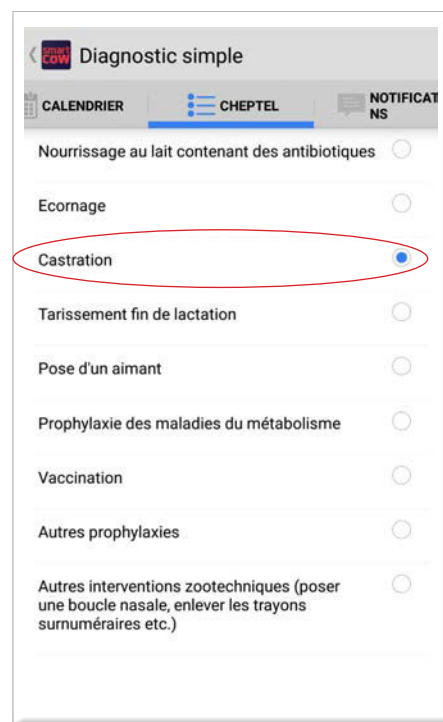 smart
cow
Diagnostic simple
CALENDRIER
CHEPTEL
NOTIFICAT
NS
Nourrissage au lait contenant des antibiotiques
Ecornage
Castration
Tarissement fin de lactation
Pose d'un aimant
Prophylaxie des maladies du métabolisme
Vaccination
Autres prophylaxies
Autres interventions zootechniques (poser
une boucle nasale, enlever les trayons
surnuméraires etc.)